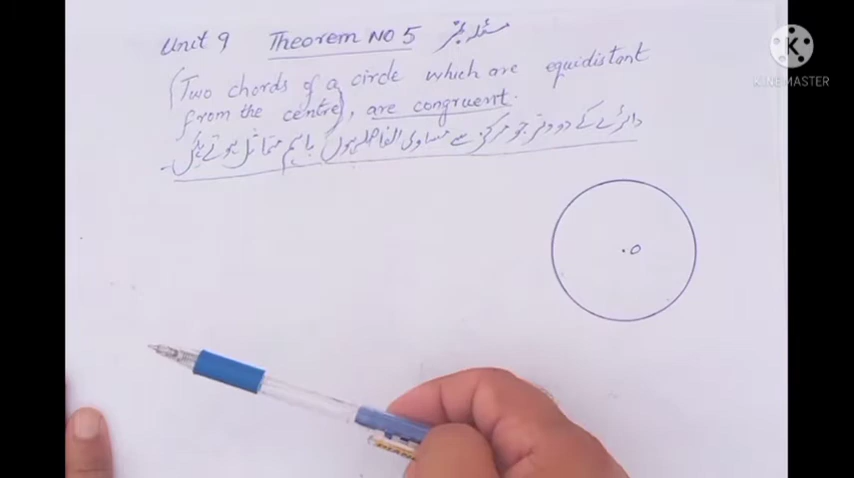 Unit 9 Theorem NO 5 مسئلہ نمبر
(Two chords of a circle which are equidistant
from the centre), are congruent.
دائرے کے دو وتر جو مرکز سے مساوی الفاصلہ ہوں باہم متماثل ہوتے ہیں۔
O
K
KINEMASTER